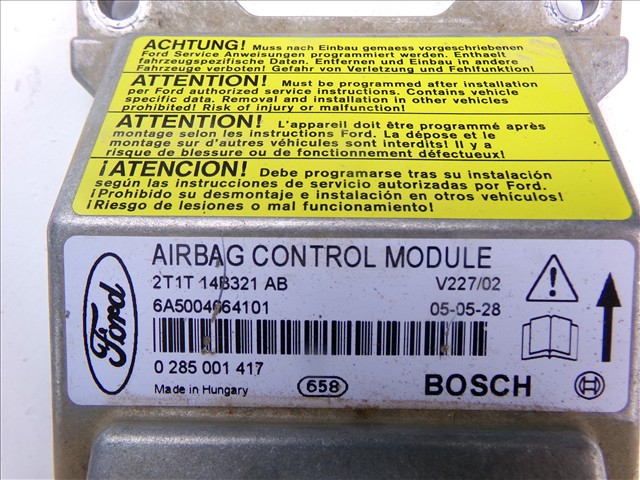 ACHTUNG! Muss nach Einbau gemaess vorgeschriebenen
Ford Service Anweisungen programmiert werden. Enthaelt
fahrzeugspezifische Daten. Entfernen und Einbau in andere
Fahrzeuge verboten! Gefahr von Verletzung und Fehlfunktion!
ATTENTION! Must be programmed after installation
per Ford authorized service instructions. Contains vehicle
specific data. Removal and installation in other vehicles
prohibited! Risk of injury or malfunction!
ATTENTION! L'appareil doit être programmé après
montage selon les instructions Ford. La dépose et le
montage sur d'autres véhicules sont interdits! Il y a
risque de blessure ou de fonctionnement défectueux!
¡ATENCION! Debe programarse tras su instalación
según las instrucciones de servicio autorizadas por Ford.
¡Prohibido su desmontaje e instalación en otros vehículos!
¡Riesgo de lesiones o mal funcionamiento!
AIRBAG CONTROL MODULE
2T1T 14B321 AB V227/02
6A5004664101 05-05-28
Ford
0 285 001 417
Made in Hungary 658 BOSCH